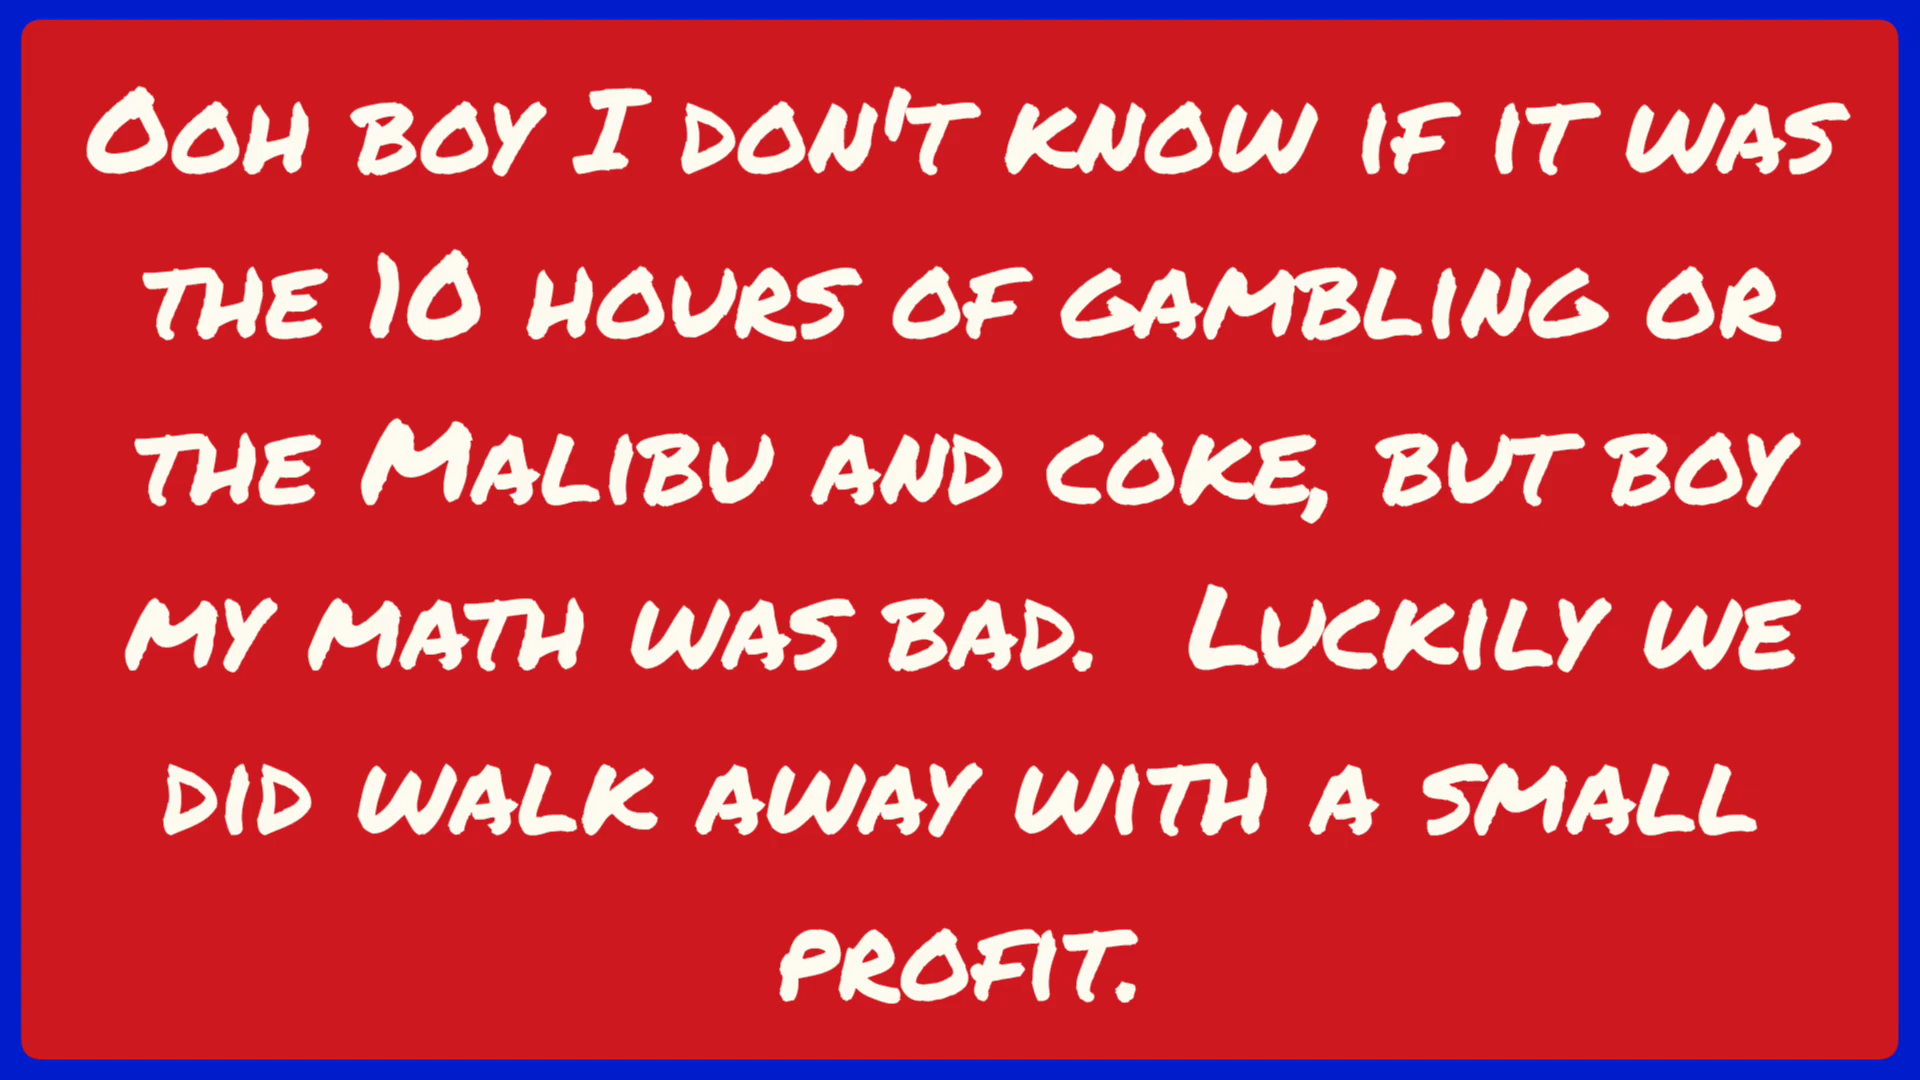 Ooh boy I don't know if it was
the 10 hours of gambling or
the Malibu and coke, but boy
my math was bad.  Luckily we
did walk away with a small
profit.